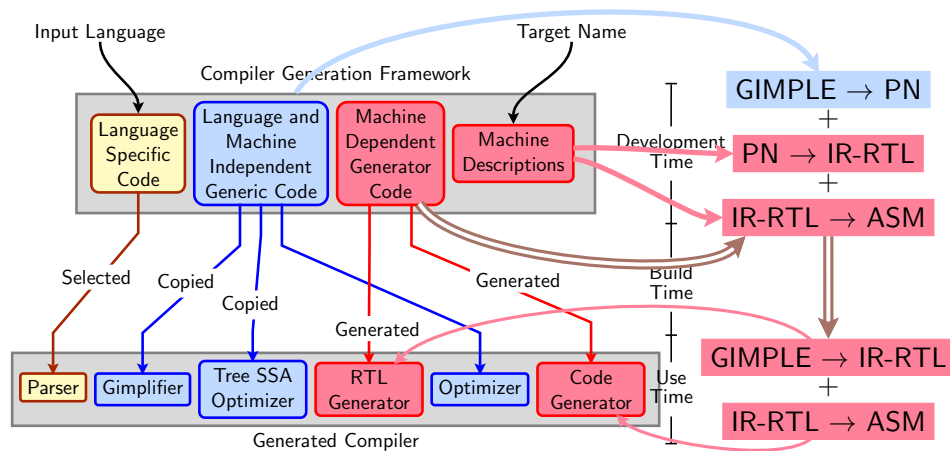 Input Language
Target Name
Compiler Generation Framework
Language
Specific
Code
Language and
Machine
Independent
Generic Code
Machine
Dependent
Generator
Code
Machine
Descriptions
Development
Time
GIMPLE → PN
+
PN → IR-RTL
+
IR-RTL → ASM
Selected
Copied
Copied
Generated
Generated
Build
Time
Parser
Gimplifier
Tree SSA
Optimizer
RTL
Generator
Optimizer
Code
Generator
Use
Time
GIMPLE → IR-RTL
+
IR-RTL → ASM
Generated Compiler